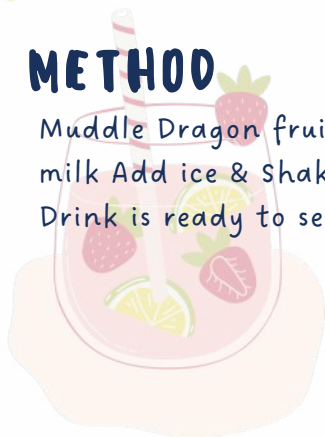 METHOD
Muddle Dragon frui
milk Add ice & Shak
Drink is ready to se